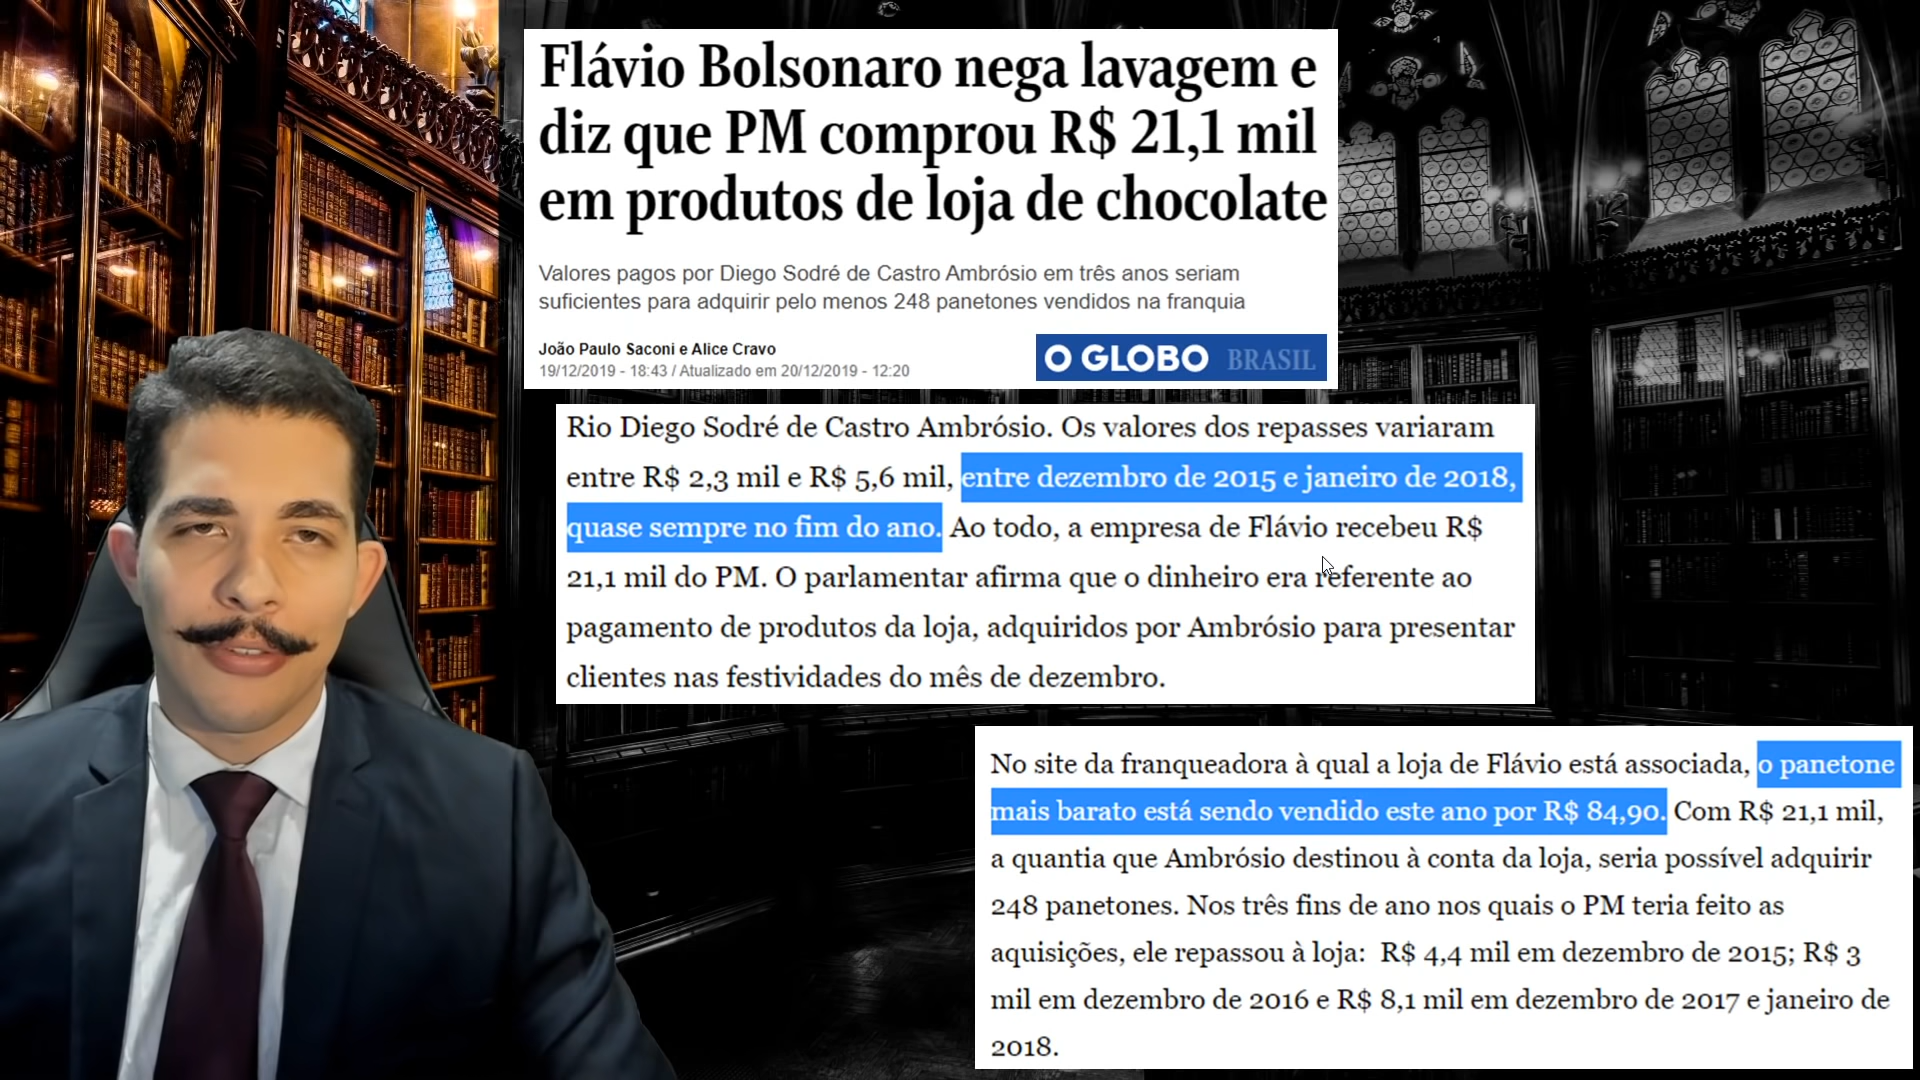 Flávio Bolsonaro nega lavagem e
diz que PM comprou R$ 21,1 mil
em produtos de loja de chocolate
Valores pagos por Diego Sodré de Castro Ambrósio em três anos seriam
suficientes para adquirir pelo menos 248 panetones vendidos na franquia
João Paulo Saconi e Alice Cravo
19/12/2019 - 18:43 / Atualizado em 20/12/2019 - 12:20
O GLOBO BRASIL
Rio Diego Sodré de Castro Ambrósio. Os valores dos repasses variaram
entre R$ 2,3 mil e R$ 5,6 mil, entre dezembro de 2015 e janeiro de 2018,
quase sempre no fim do ano. Ao todo, a empresa de Flávio recebeu R$
21,1 mil do PM. O parlamentar afirma que o dinheiro era referente ao
pagamento de produtos da loja, adquiridos por Ambrósio para presentar
clientes nas festividades do mês de dezembro.
No site da franqueadora à qual a loja de Flávio está associada, o panetone
mais barato está sendo vendido este ano por R$ 84,90. Com R$ 21,1 mil,
a quantia que Ambrósio destinou à conta da loja, seria possível adquirir
248 panetones. Nos três fins de ano nos quais o PM teria feito as
aquisições, ele repassou à loja: R$ 4,4 mil em dezembro de 2015; R$ 3
mil em dezembro de 2016 e R$ 8,1 mil em dezembro de 2017 e janeiro de
2018.